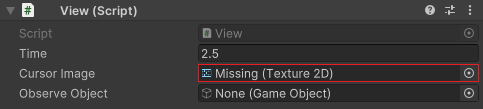 View (Script)
Script View
Time 2.5
Cursor Image Missing (Texture 2D)
Observe Object None (Game Object)